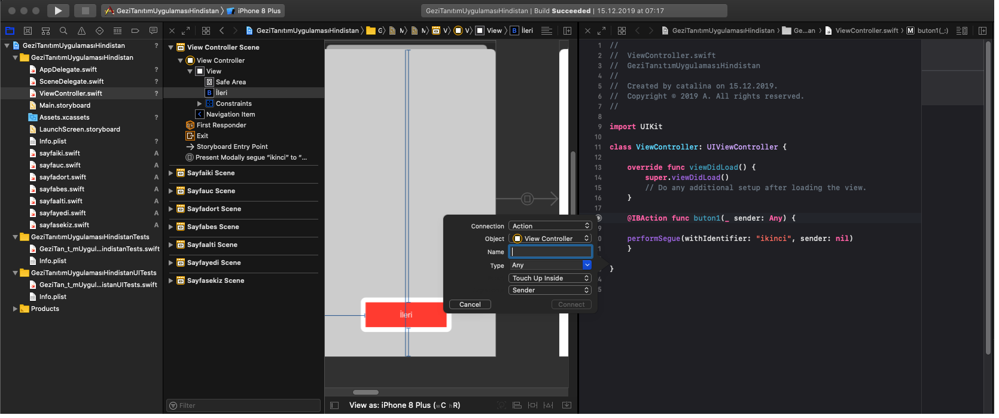 GeziTanıtımUygulamasıHindistan
iPhone 8 Plus
GeziTanıtımUygulamasıHindistan | Build Succeeded | 15.12.2019 at 07:17
GeziTanıtımUygulamasıHindistan
G
M
M
V
V
View
B İleri
GeziTanıtımUygulamasıHindistan
Ge...an
ViewController.swift
M buton1(_:)
GeziTanıtımUygulamasıHindistan ?
GeziTanıtımUygulamasıHindistan
AppDelegate.swift ?
SceneDelegate.swift ?
ViewController.swift ?
Main.storyboard
Assets.xcassets ?
LaunchScreen.storyboard
Info.plist ?
sayfaiki.swift A
sayfauc.swift A
sayfadort.swift A
sayfabes.swift A
sayfaalti.swift A
sayfayedi.swift A
sayfasekiz.swift A
GeziTanıtımUygulamasıHindistanTests
GeziTan_t_mUygul...indistanTests.swift
Info.plist
GeziTanıtımUygulamasıHindistanUITests
GeziTan_t_mUygul...istanUITests.swift
Info.plist
Products
View Controller Scene
View Controller
View
Safe Area
B İleri
Constraints
Navigation Item
First Responder
Exit
Storyboard Entry Point
Present Modally segue “ikinci” to “...
Sayfaiki Scene
Sayfauc Scene
Sayfadort Scene
Sayfabes Scene
Sayfaalti Scene
Sayfayedi Scene
Sayfasekiz Scene
Filter
İleri
View as: iPhone 8 Plus (wC hR)
Connection Action
Object View Controller
Name
Type Any
Touch Up Inside
Sender
Cancel
Connect
1 //
2 // ViewController.swift
3 // GeziTanıtımUygulamasıHindistan
4 //
5 // Created by catalina on 15.12.2019.
6 // Copyright © 2019 A. All rights reserved.
7 //
8
9 import UIKit
10
11 class ViewController: UIViewController {
12
13 override func viewDidLoad() {
14 super.viewDidLoad()
15 // Do any additional setup after loading the view.
16 }
17
@IBAction func buton1(_ sender: Any) {
9
0 performSegue(withIdentifier: "ikinci", sender: nil)
1 }
}
4
5